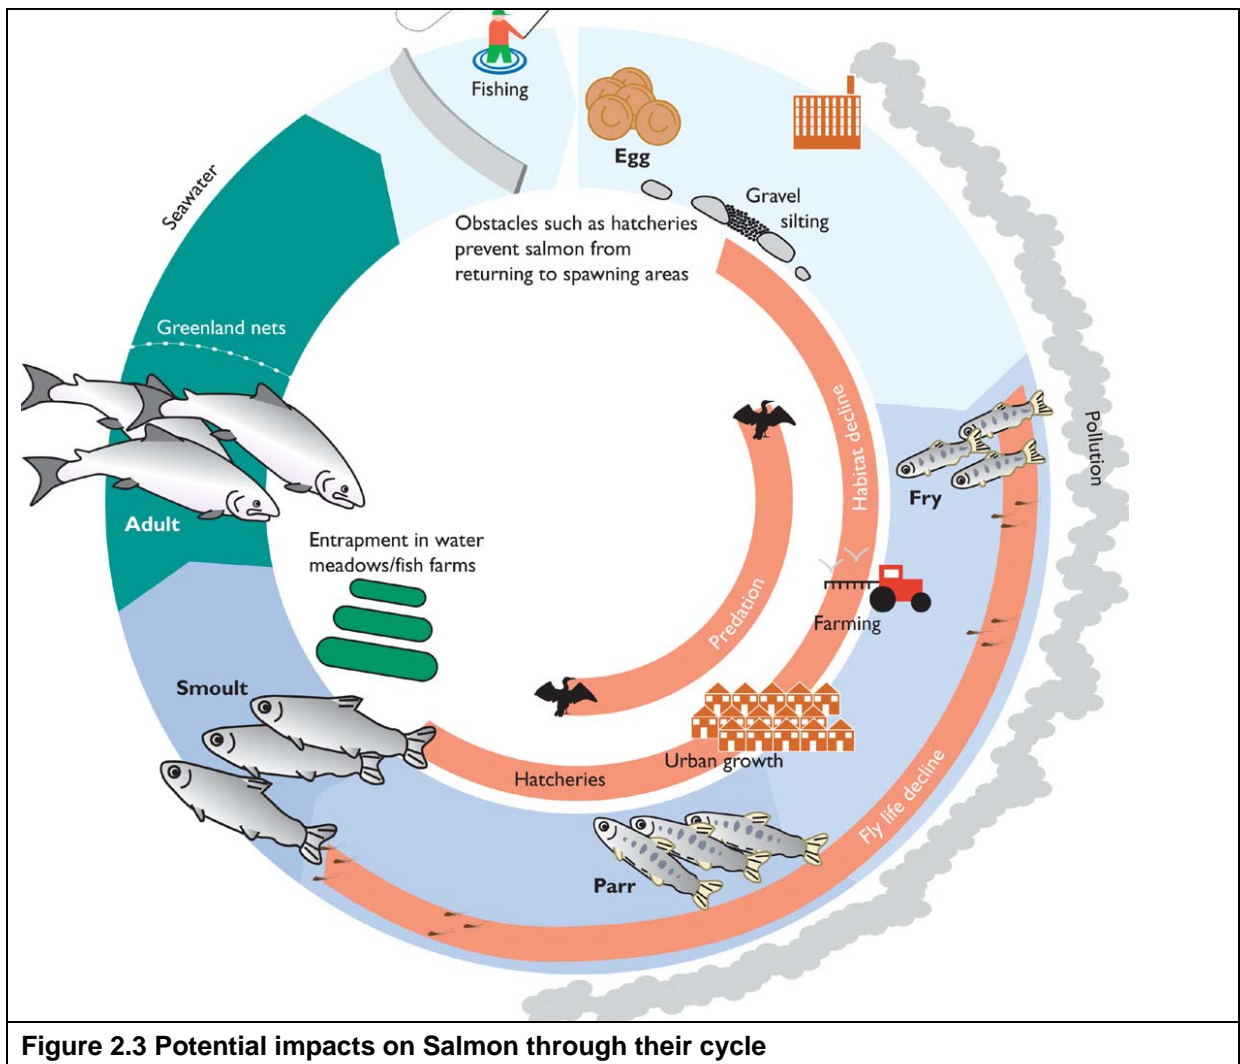 Fishing
Egg
Gravel
silting
Seawater
Obstacles such as hatcheries
prevent salmon from
returning to spawning areas
Greenland nets
Habitat decline
Pollution
Fry
Adult
Entrapment in water
meadows/fish farms
Predation
Farming
Smoult
Urban growth
Hatcheries
Fly life decline
Parr
Figure 2.3 Potential impacts on Salmon through their cycle